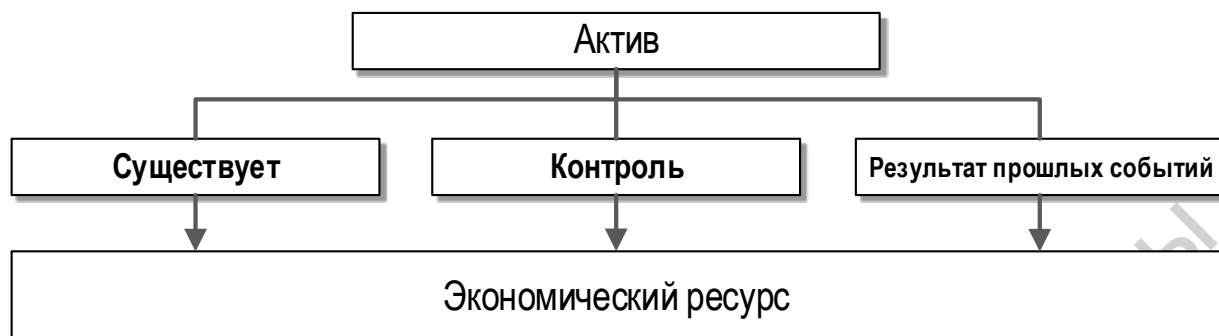 Актив
Существует
Контроль
Результат прошлых событий
Экономический ресурс